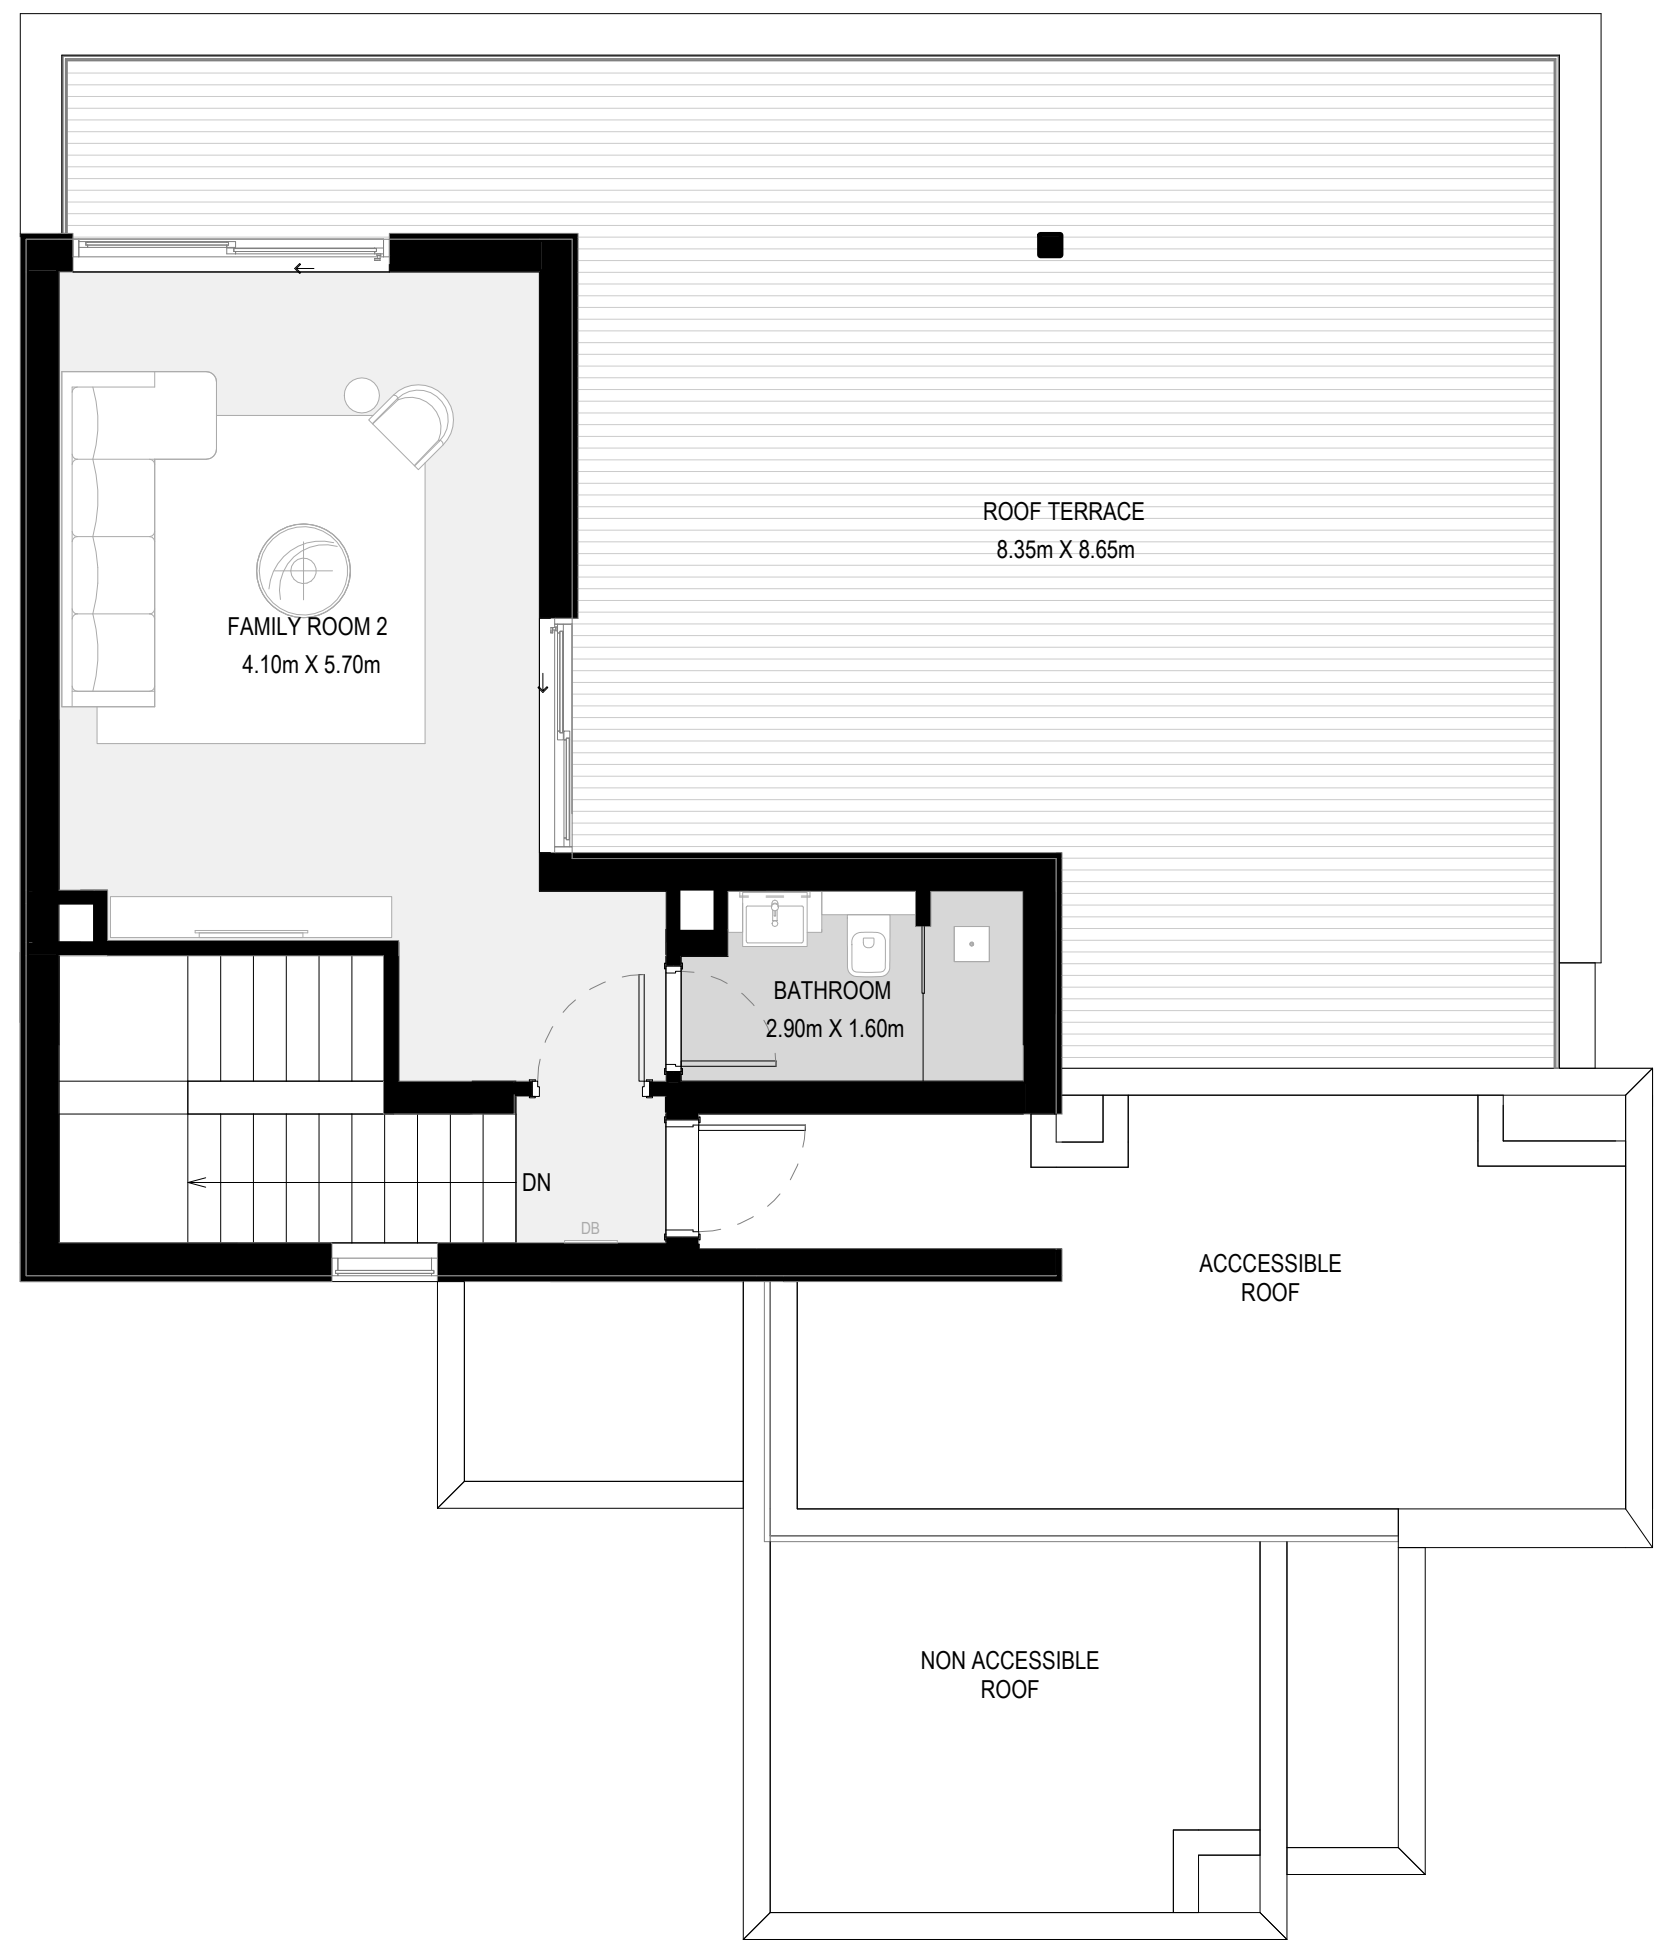 ROOF TERRACE
8.35m X 8.65m
FAMILY ROOM 2
4.10m X 5.70m
BATHROOM
2.90m X 1.60m
DN
DB
ACCCESSIBLE
ROOF
NON ACCESSIBLE
ROOF